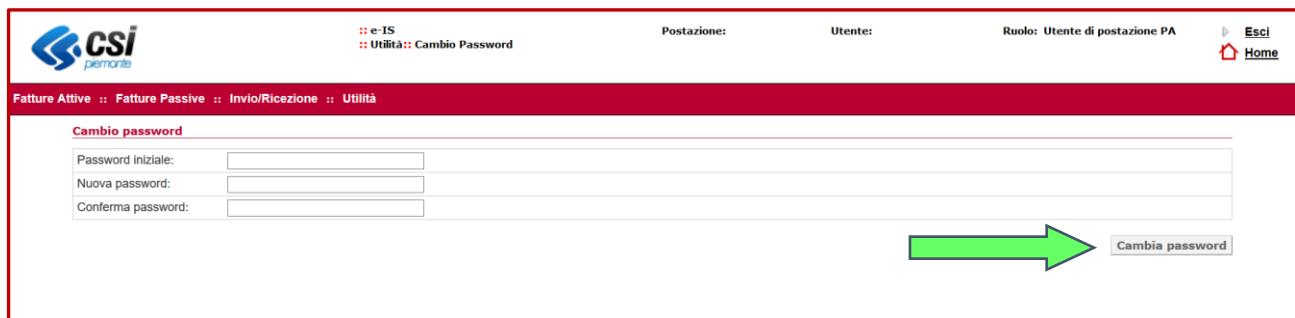 CSI
piemonte
:: e-IS
:: Utilità:: Cambio Password
Postazione:
Utente:
Ruolo: Utente di postazione PA
Esci
Home
Fatture Attive :: Fatture Passive :: Invio/Ricezione :: Utilità
Cambio password
Password iniziale:
Nuova password:
Conferma password:
Cambia password